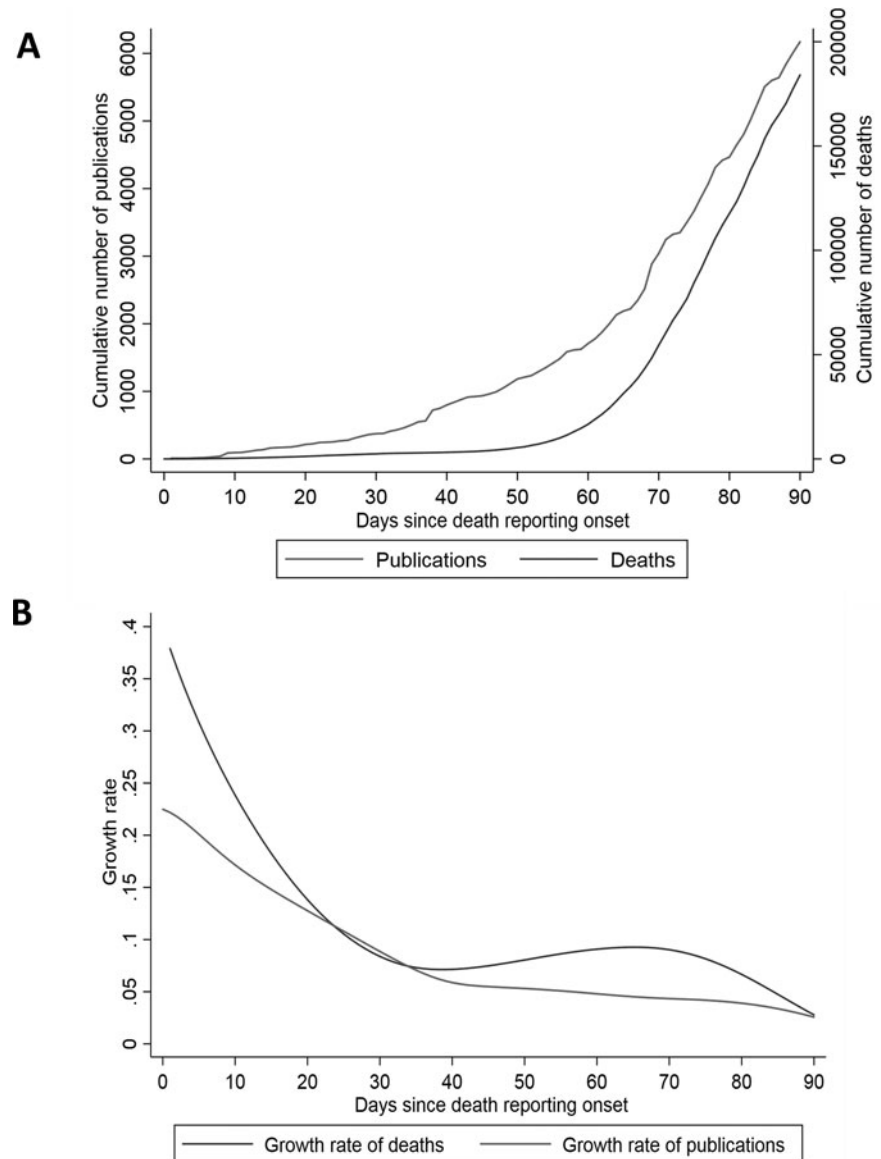 A
Cumulative number of publications
6000
5000
4000
3000
2000
1000
0
Cumulative number of deaths
200000
150000
100000
50000
0
0 10 20 30 40 50 60 70 80 90
Days since death reporting onset
Publications Deaths
B
Growth rate
.4
.35
.3
.25
.2
.15
.1
.05
0
0 10 20 30 40 50 60 70 80 90
Days since death reporting onset
Growth rate of deaths Growth rate of publications